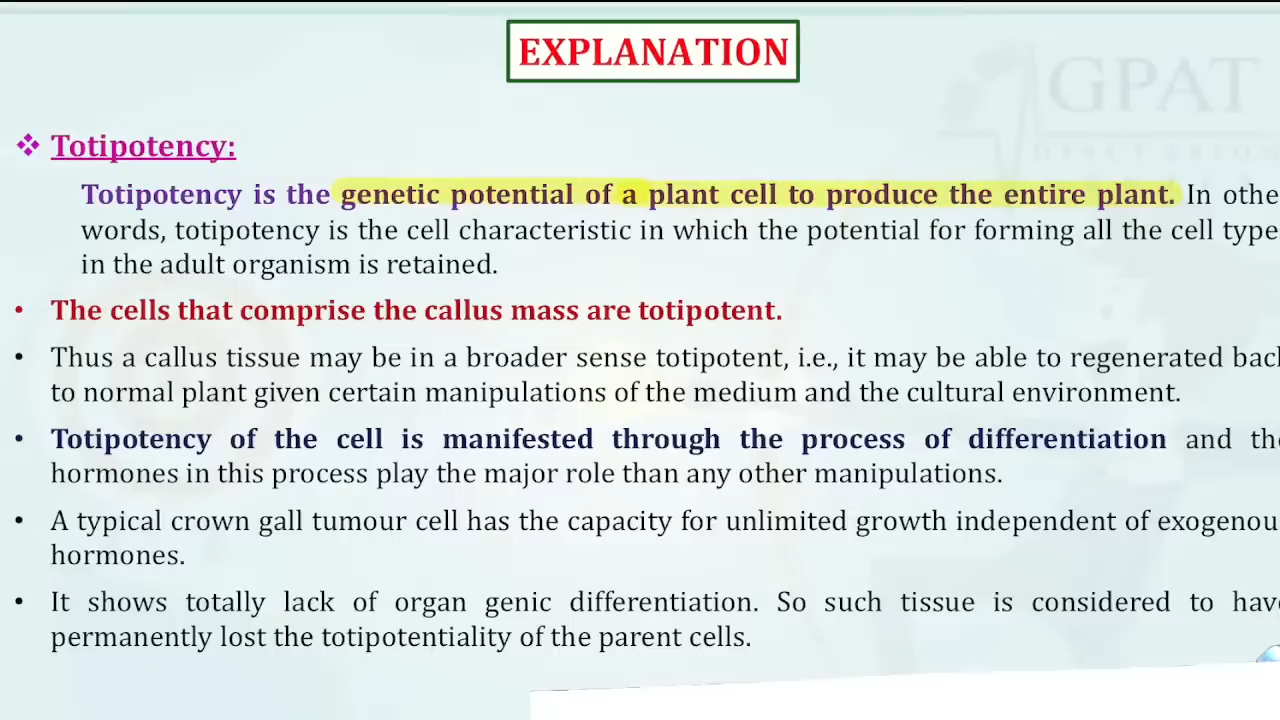 EXPLANATION
GPAT
❖ Totipotency:
Totipotency is the genetic potential of a plant cell to produce the entire plant. In othe
words, totipotency is the cell characteristic in which the potential for forming all the cell type
in the adult organism is retained.
• The cells that comprise the callus mass are totipotent.
• Thus a callus tissue may be in a broader sense totipotent, i.e., it may be able to regenerated back
to normal plant given certain manipulations of the medium and the cultural environment.
• Totipotency of the cell is manifested through the process of differentiation and the
hormones in this process play the major role than any other manipulations.
• A typical crown gall tumour cell has the capacity for unlimited growth independent of exogenou
hormones.
• It shows totally lack of organ genic differentiation. So such tissue is considered to have
permanently lost the totipotentiality of the parent cells.